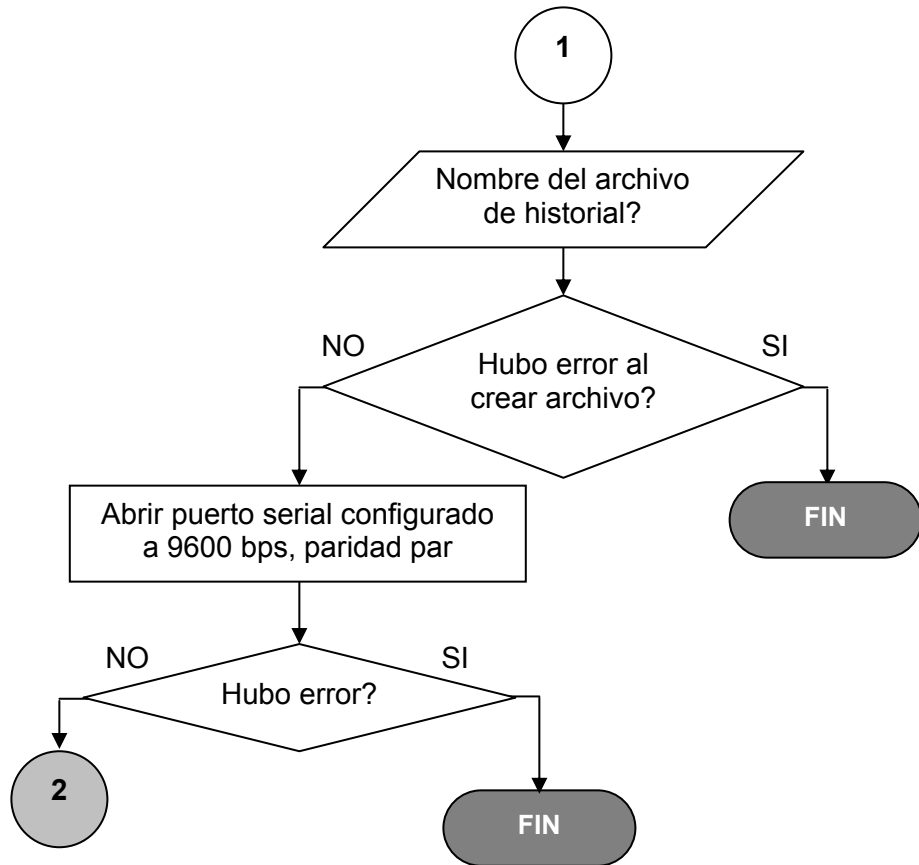 1
Nombre del archivo
de historial?
NO
SI
Hubo error al
crear archivo?
Abrir puerto serial configurado
a 9600 bps, paridad par
FIN
NO
SI
Hubo error?
2
FIN